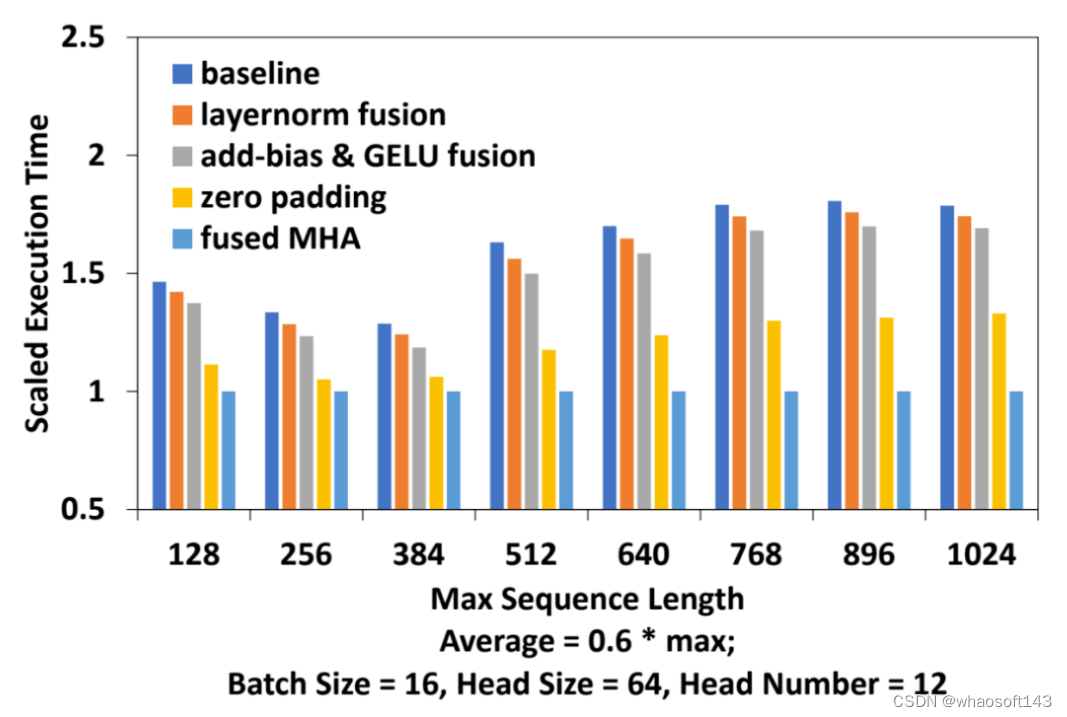 2.5
baseline
layernorm fusion
2
add-bias & GELU fusion
zero padding
fused MHA
1.5
1
0.5
Scaled Execution Time
128 256 384 512 640 768 896 1024
Max Sequence Length
Average = 0.6 * max;
Batch Size = 16, Head Size = 64, Head Number = 12
CSDN @whaosoft143